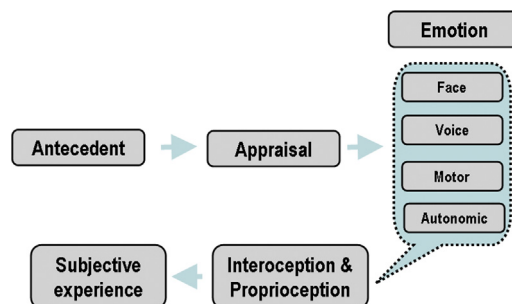 Emotion
Face
Voice
Antecedent
Appraisal
Motor
Autonomic
Subjective
experience
Interoception &
Proprioception